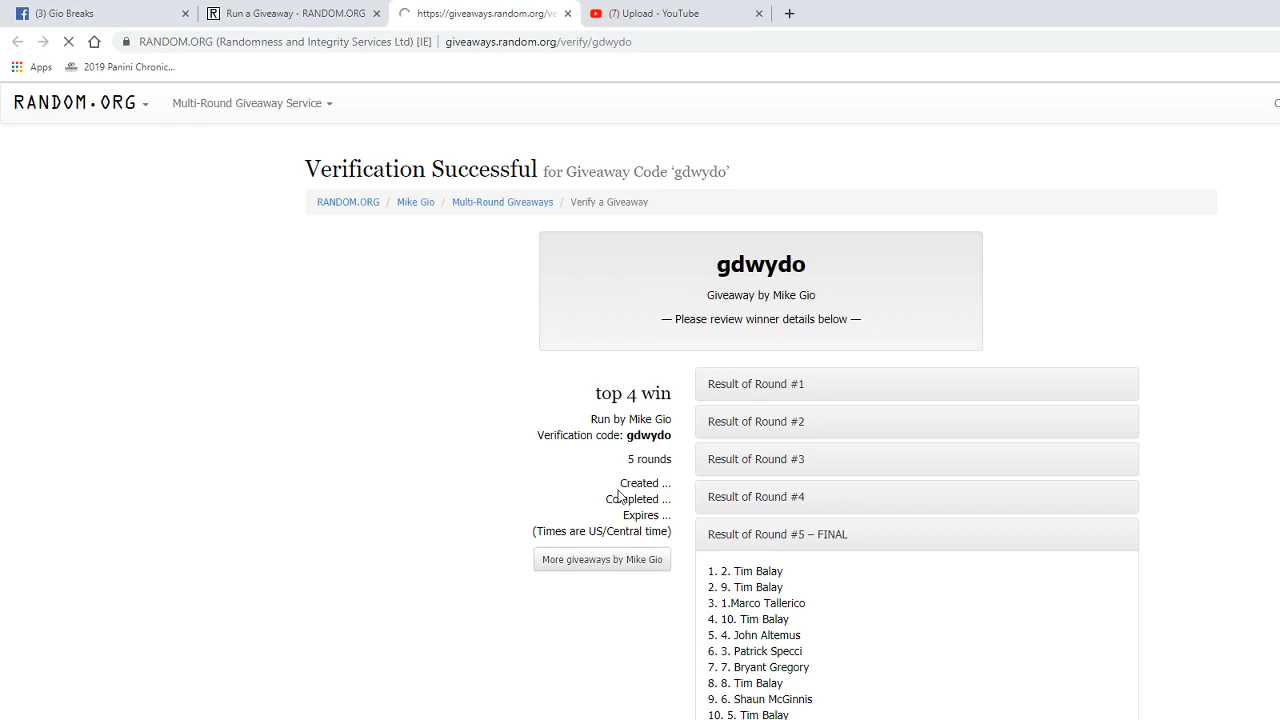 (3) Gio Breaks
Run a Giveaway - RANDOM.ORG
https://giveaways.random.org/ve
(7) Upload - YouTube
RANDOM.ORG (Randomness and Integrity Services Ltd) [IE] | giveaways.random.org/verify/gdwydo
Apps 2019 Panini Chronic...
RANDOM.ORG Multi-Round Giveaway Service
Verification Successful for Giveaway Code ‘gdwydo’
RANDOM.ORG / Mike Gio / Multi-Round Giveaways / Verify a Giveaway
gdwydo
Giveaway by Mike Gio
— Please review winner details below —
top 4 win
Run by Mike Gio
Verification code: gdwydo
5 rounds
Created ...
Completed ...
Expires ...
(Times are US/Central time)
More giveaways by Mike Gio
Result of Round #1
Result of Round #2
Result of Round #3
Result of Round #4
Result of Round #5 – FINAL
1. 2. Tim Balay
2. 9. Tim Balay
3. 1.Marco Tallerico
4. 10. Tim Balay
5. 4. John Altemus
6. 3. Patrick Specci
7. 7. Bryant Gregory
8. 8. Tim Balay
9. 6. Shaun McGinnis
10. 5. Tim Balay